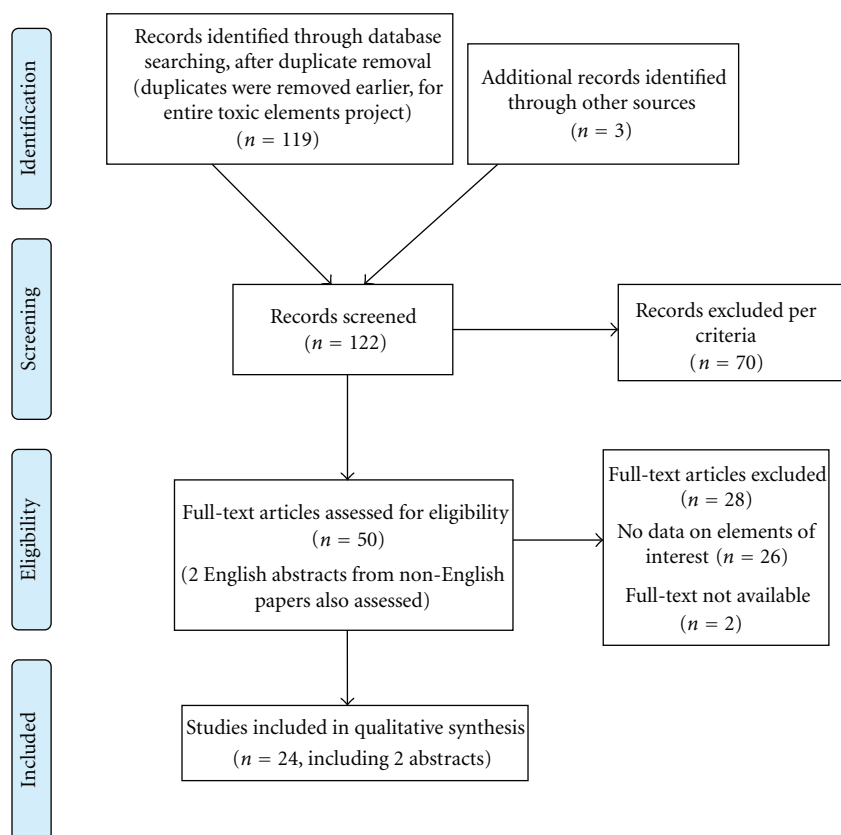 Identification
Records identified through database
searching, after duplicate removal
(duplicates were removed earlier, for
entire toxic elements project)
(n = 119)
Additional records identified
through other sources
(n = 3)
Screening
Records screened
(n = 122)
Records excluded per
criteria
(n = 70)
Eligibility
Full-text articles assessed for eligibility
(n = 50)
(2 English abstracts from non-English
papers also assessed)
Full-text articles excluded
(n = 28)
No data on elements of
interest (n = 26)
Full-text not available
(n = 2)
Included
Studies included in qualitative synthesis
(n = 24, including 2 abstracts)